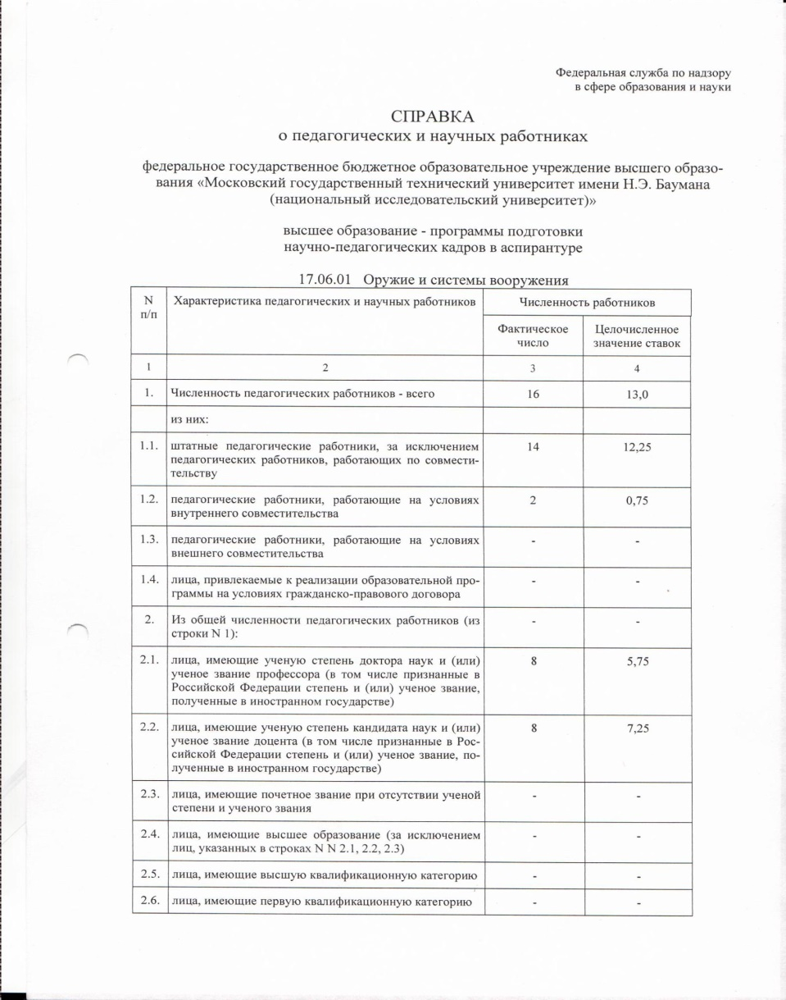 Федеральная служба по надзору
в сфере образования и науки
СПРАВКА
о педагогических и научных работниках
федеральное государственное бюджетное образовательное учреждение высшего образо-
вания «Московский государственный технический университет имени Н.Э. Баумана
(национальный исследовательский университет)»
высшее образование - программы подготовки
научно-педагогических кадров в аспирантуре
17.06.01 Оружие и системы вооружения
N
п/п
Характеристика педагогических и научных работников
Численность работников
Фактическое
число
Целочисленное
значение ставок
1 2 3 4
1. Численность педагогических работников - всего 16 13,0
из них:
1.1. штатные педагогические работники, за исключением 14 12,25
педагогических работников, работающих по совмести-
тельству
1.2. педагогические работники, работающие на условиях 2 0,75
внутреннего совместительства
1.3. педагогические работники, работающие на условиях - -
внешнего совместительства
1.4. лица, привлекаемые к реализации образовательной про- - -
граммы на условиях гражданско-правового договора
2. Из общей численности педагогических работников (из - -
строки N 1):
2.1. лица, имеющие ученую степень доктора наук и (или) 8 5,75
ученое звание профессора (в том числе признанные в
Российской Федерации степень и (или) ученое звание,
полученные в иностранном государстве)
2.2. лица, имеющие ученую степень кандидата наук и (или) 8 7,25
ученое звание доцента (в том числе признанные в Рос-
сийской Федерации степень и (или) ученое звание, по-
лученные в иностранном государстве)
2.3. лица, имеющие почетное звание при отсутствии ученой - -
степени и ученого звания
2.4. лица, имеющие высшее образование (за исключением - -
лиц, указанных в строках N N 2.1, 2.2, 2.3)
2.5. лица, имеющие высшую квалификационную категорию - -
2.6. лица, имеющие первую квалификационную категорию - -